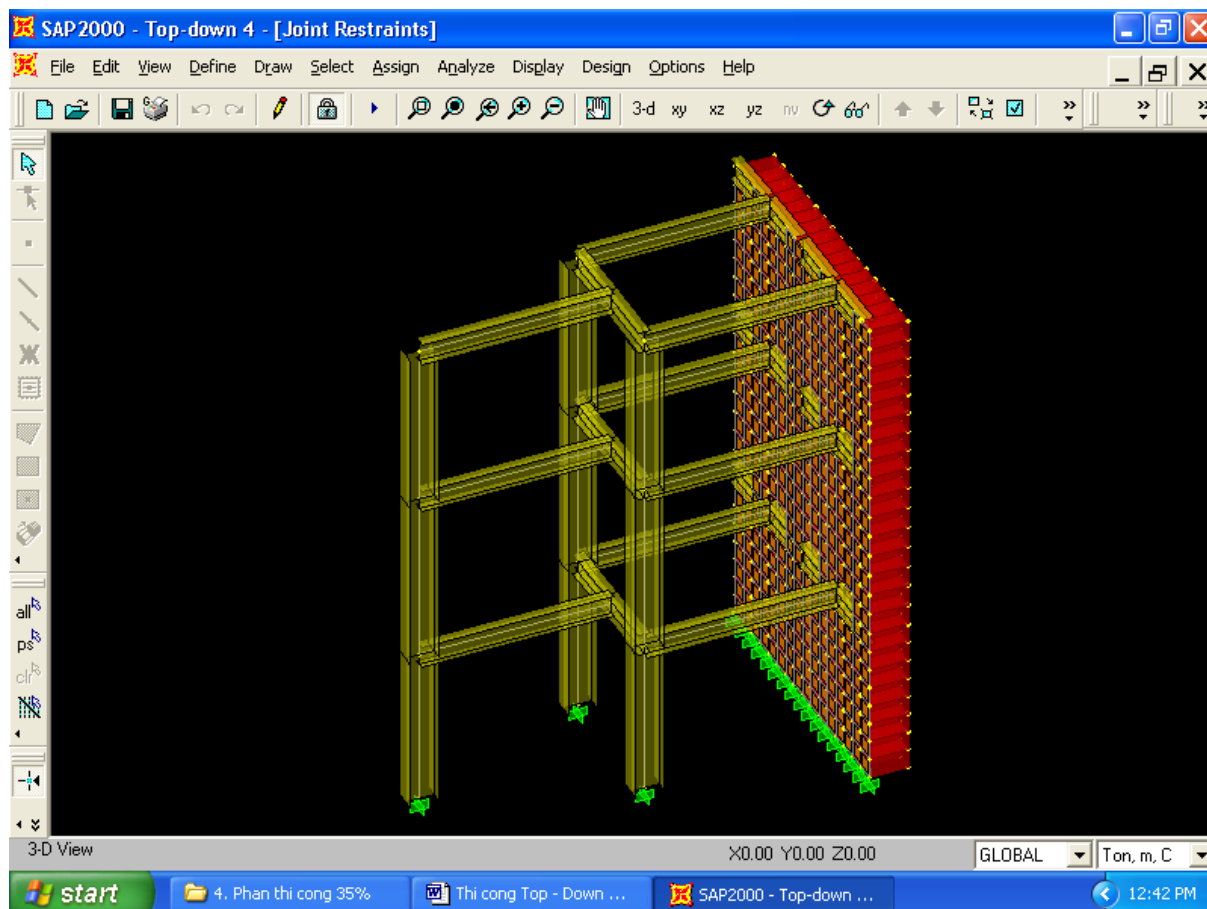 SAP2000 - Top-down 4 - [Joint Restraints]
File Edit View Define Draw Select Assign Analyze Display Design Options Help
3-d xy xz yz nv
all
ps
clr
3-D View X0.00 Y0.00 Z0.00 GLOBAL Ton, m, C
start 4. Phan thi cong 35% Thi cong Top - Down ... SAP2000 - Top-down ... 12:42 PM